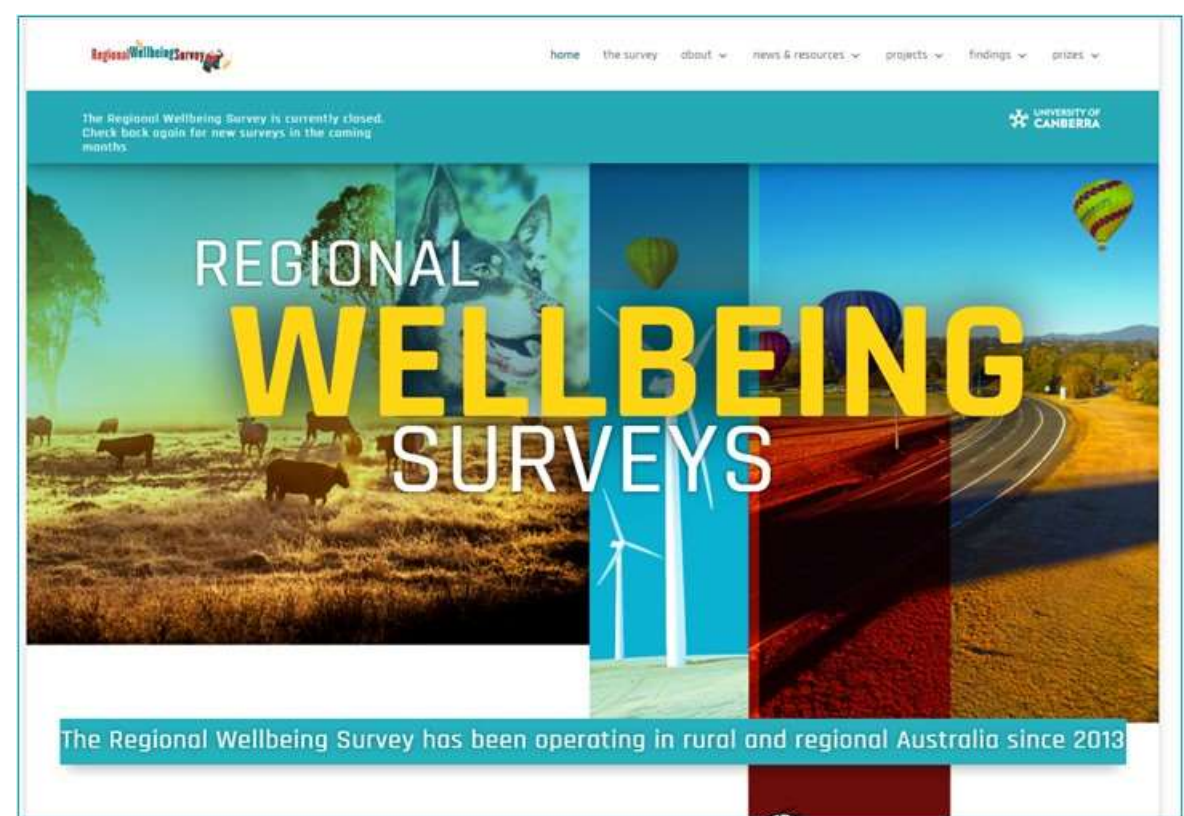 RegionalWellbeingSurvey
home the survey about news & resources projects findings prizes
The Regional Wellbeing Survey is currently closed.
Check back again for new surveys in the coming
months
UNIVERSITY OF
CANBERRA
REGIONAL
WELLBEING
SURVEYS
The Regional Wellbeing Survey has been operating in rural and regional Australia since 2013